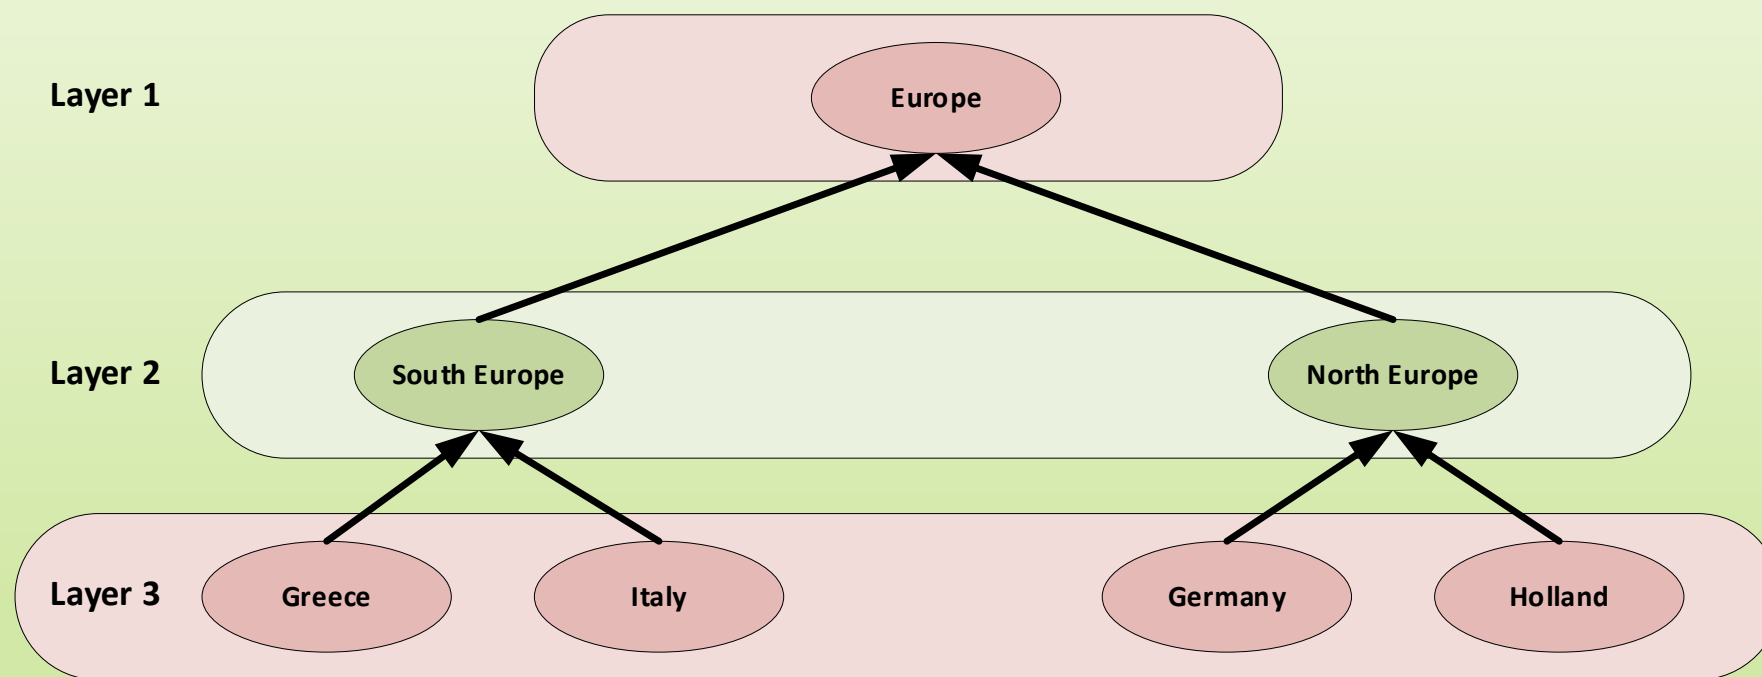 Layer 1
Europe
Layer 2
South Europe
North Europe
Layer 3
Greece
Italy
Germany
Holland